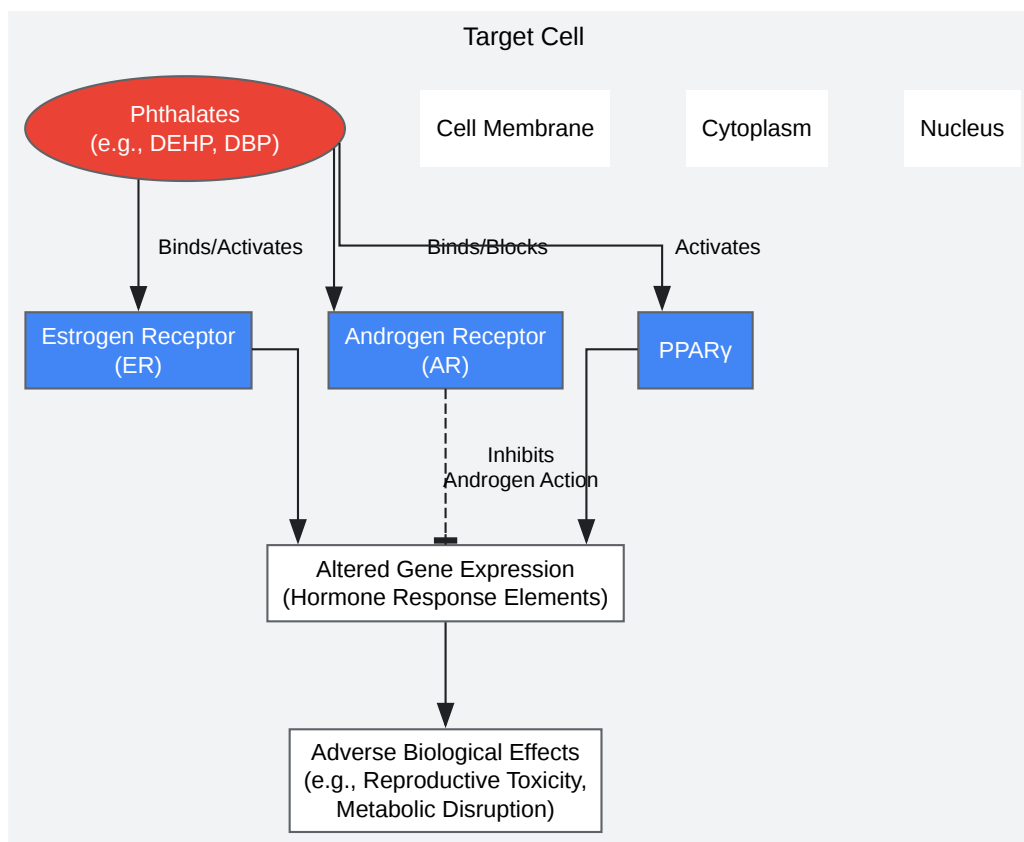 Target Cell
Phthalates
(e.g., DEHP, DBP)
Cell Membrane
Cytoplasm
Nucleus
Binds/Activates
Binds/Blocks
Activates
Estrogen Receptor
(ER)
Androgen Receptor
(AR)
PPARγ
Inhibits
Androgen Action
Altered Gene Expression
(Hormone Response Elements)
Adverse Biological Effects
(e.g., Reproductive Toxicity,
Metabolic Disruption)